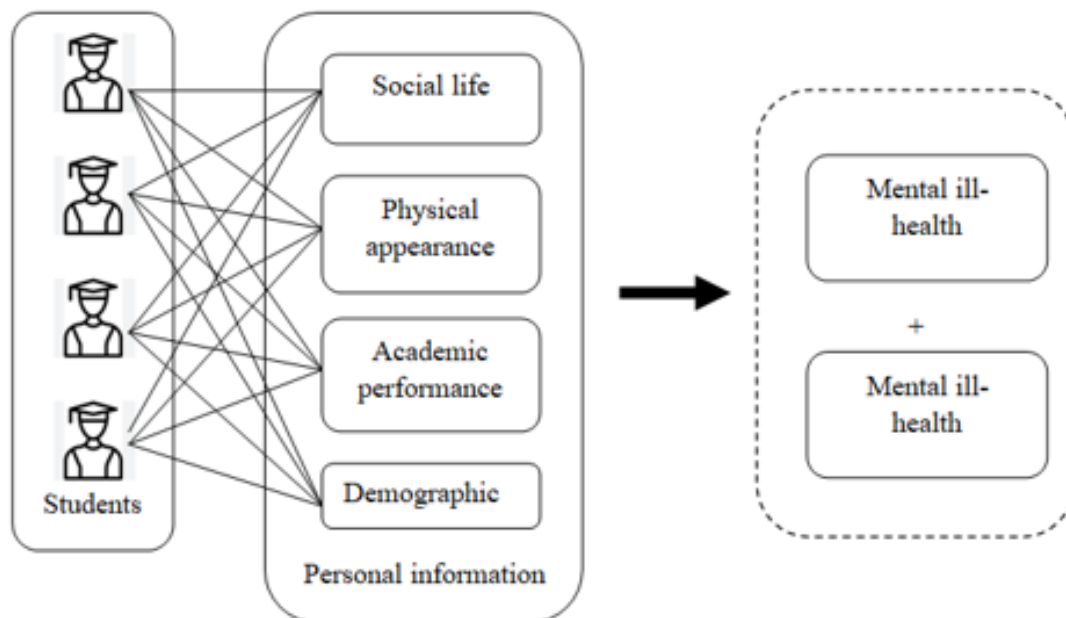 Students
Social life
Physical
appearance
Academic
performance
Demographic
Personal information
Mental ill-
health
+
Mental ill-
health